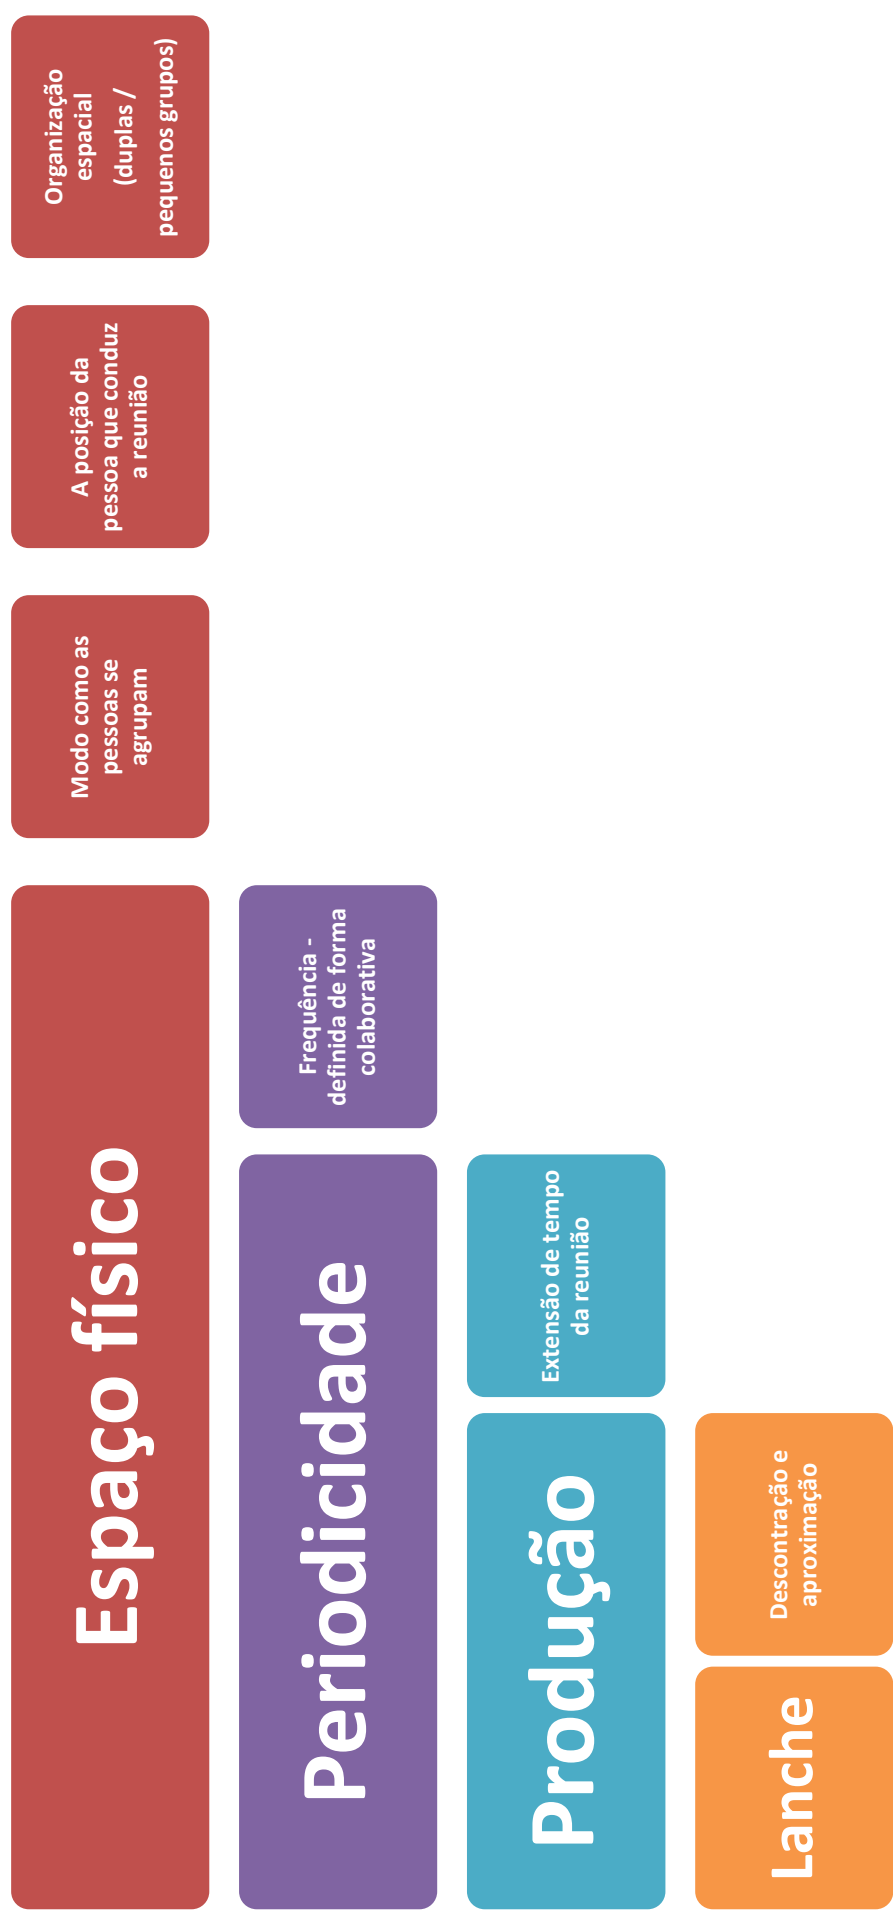 Espaço físico
Modo como as
pessoas se
agrupam
A posição da
pessoa que conduz
a reunião
Organização
espacial
(duplas /
pequenos grupos)
Periodicidade
Frequência -
definida de forma
colaborativa
Produção
Extensão de tempo
da reunião
Lanche
Descontração e
aproximação